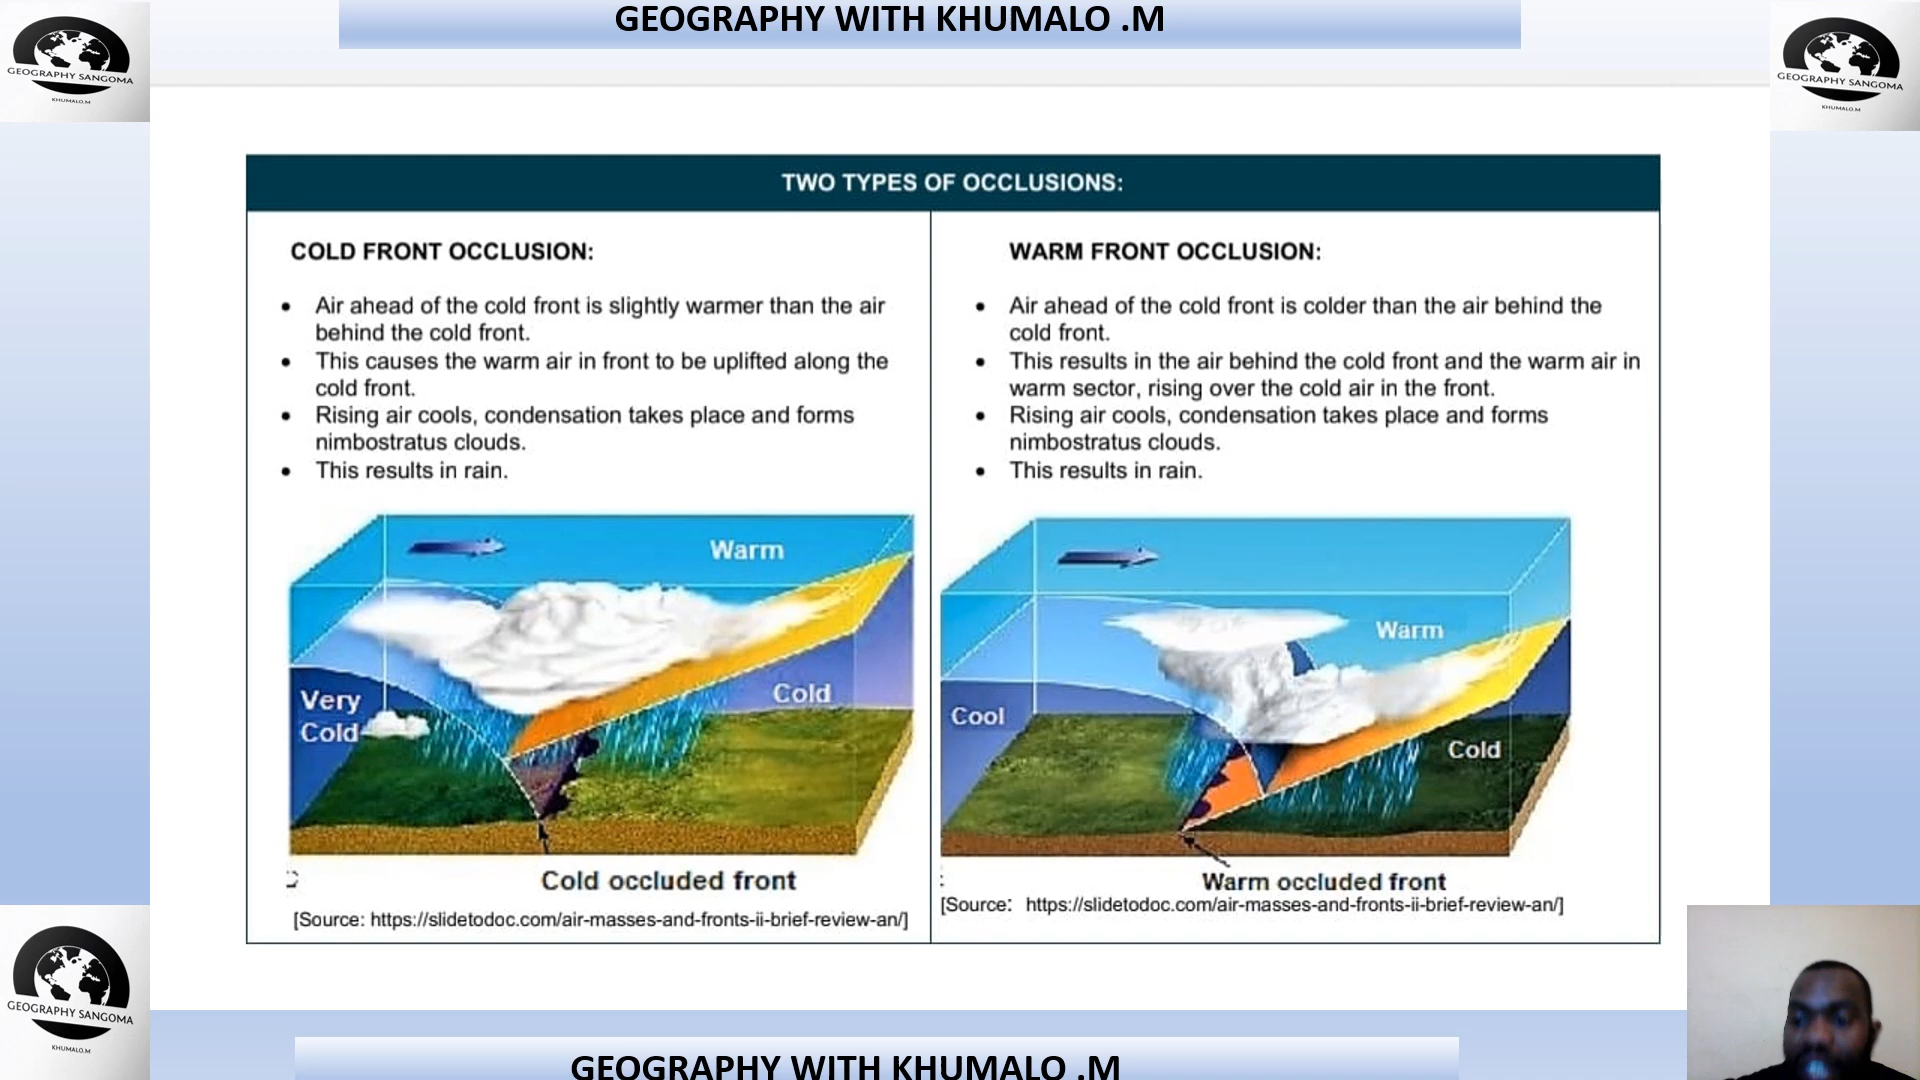 GEOGRAPHY WITH KHUMALO .M
GEOGRAPHY SANGOMA
KHUMALO.M
GEOGRAPHY SANGOMA
KHUMALO.M
TWO TYPES OF OCCLUSIONS:
COLD FRONT OCCLUSION:
• Air ahead of the cold front is slightly warmer than the air
behind the cold front.
• This causes the warm air in front to be uplifted along the
cold front.
• Rising air cools, condensation takes place and forms
nimbostratus clouds.
• This results in rain.
Warm
Very
Cold
Cold
Cold occluded front
[Source: https://slidetodoc.com/air-masses-and-fronts-ii-brief-review-an/]
WARM FRONT OCCLUSION:
• Air ahead of the cold front is colder than the air behind the
cold front.
• This results in the air behind the cold front and the warm air in
warm sector, rising over the cold air in the front.
• Rising air cools, condensation takes place and forms
nimbostratus clouds.
• This results in rain.
Warm
Cool
Cold
Warm occluded front
[Source: https://slidetodoc.com/air-masses-and-fronts-ii-brief-review-an/]
GEOGRAPHY SANGOMA
KHUMALO.M
GEOGRAPHY WITH KHUMALO .M